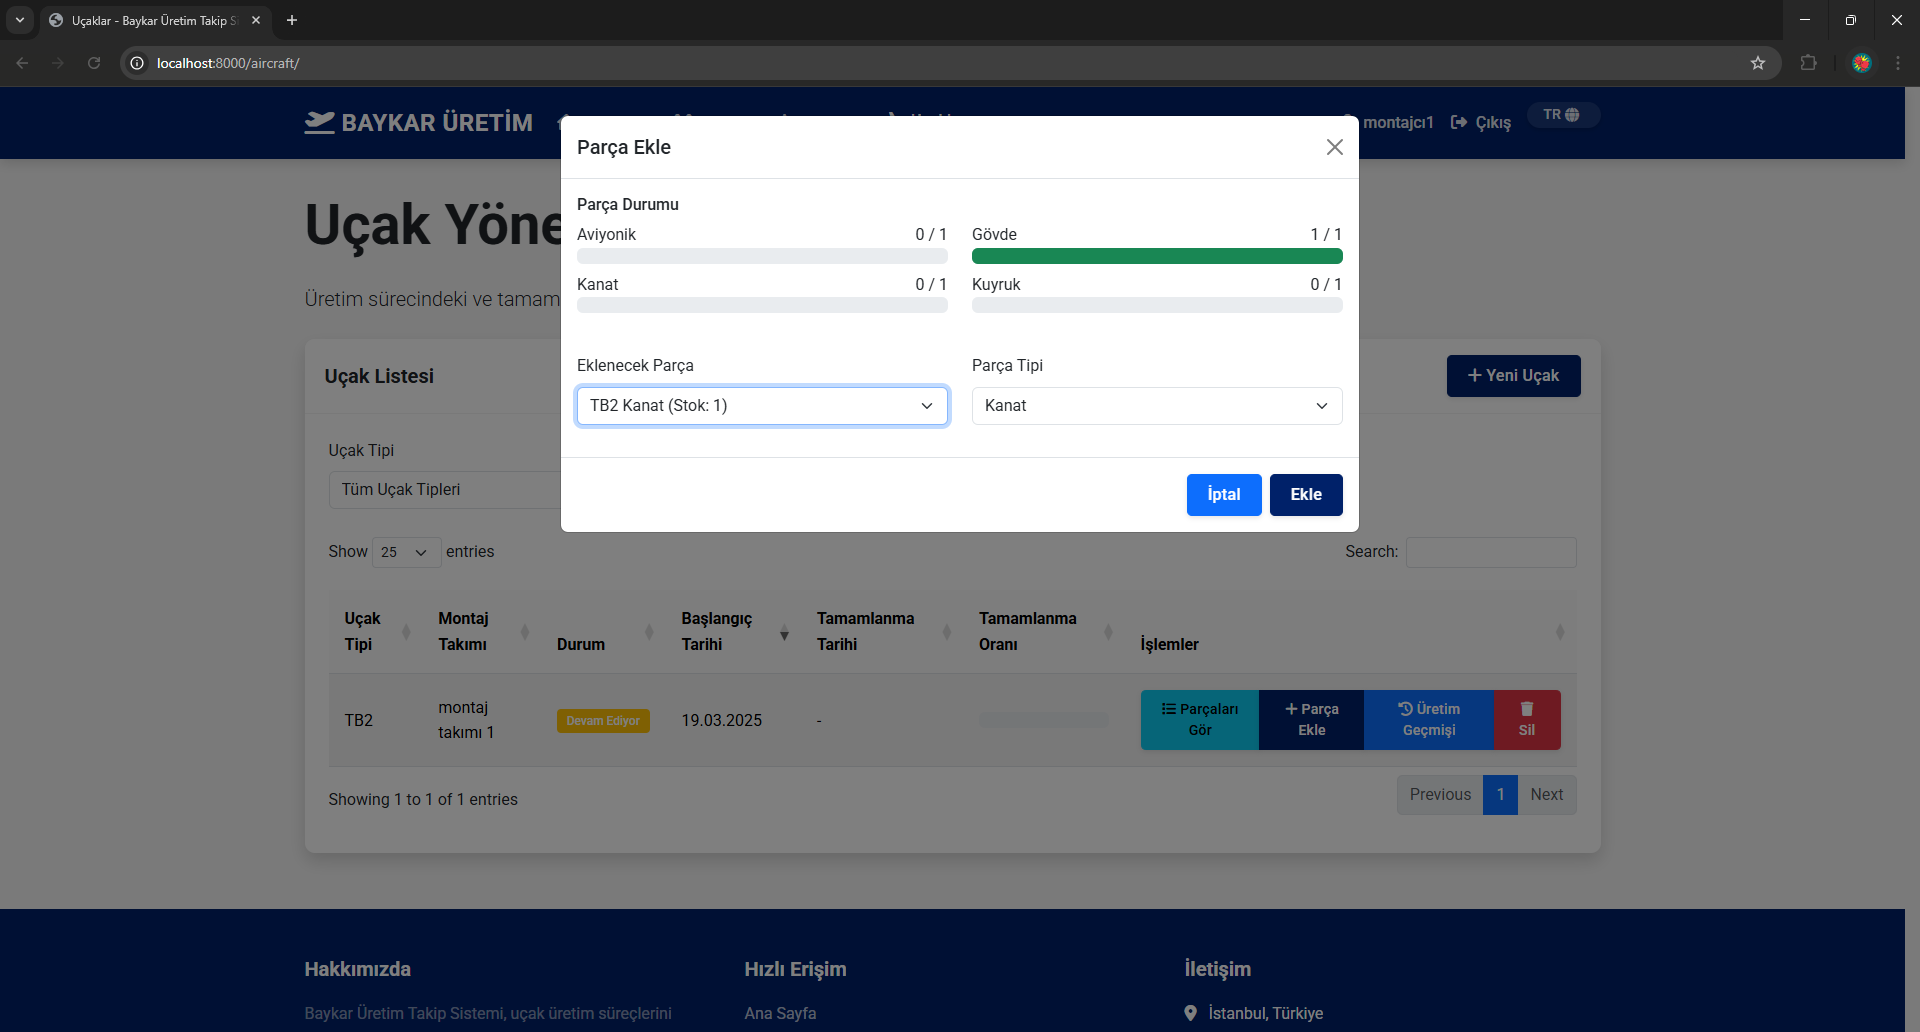 Uçaklar - Baykar Üretim Takip S
localhost:8000/aircraft/
BAYKAR ÜRETİM
montajcı1
Çıkış
TR
Parça Ekle
Parça Durumu
Aviyonik 0 / 1
Gövde 1 / 1
Kanat 0 / 1
Kuyruk 0 / 1
Eklenecek Parça
Parça Tipi
TB2 Kanat (Stok: 1)
Kanat
İptal
Ekle
Uçak Yöne
Üretim sürecindeki ve tamam
Uçak Listesi
Yeni Uçak
Uçak Tipi
Tüm Uçak Tipleri
Show 25 entries
Search:
Uçak Tipi
Montaj Takımı
Durum
Başlangıç Tarihi
Tamamlanma Tarihi
Tamamlanma Oranı
İşlemler
TB2
montaj takımı 1
Devam Ediyor
19.03.2025
-
Parçaları Gör
Parça Ekle
Üretim Geçmişi
Sil
Showing 1 to 1 of 1 entries
Previous 1 Next
Hakkımızda
Hızlı Erişim
İletişim
Baykar Üretim Takip Sistemi, uçak üretim süreçlerini
Ana Sayfa
İstanbul, Türkiye